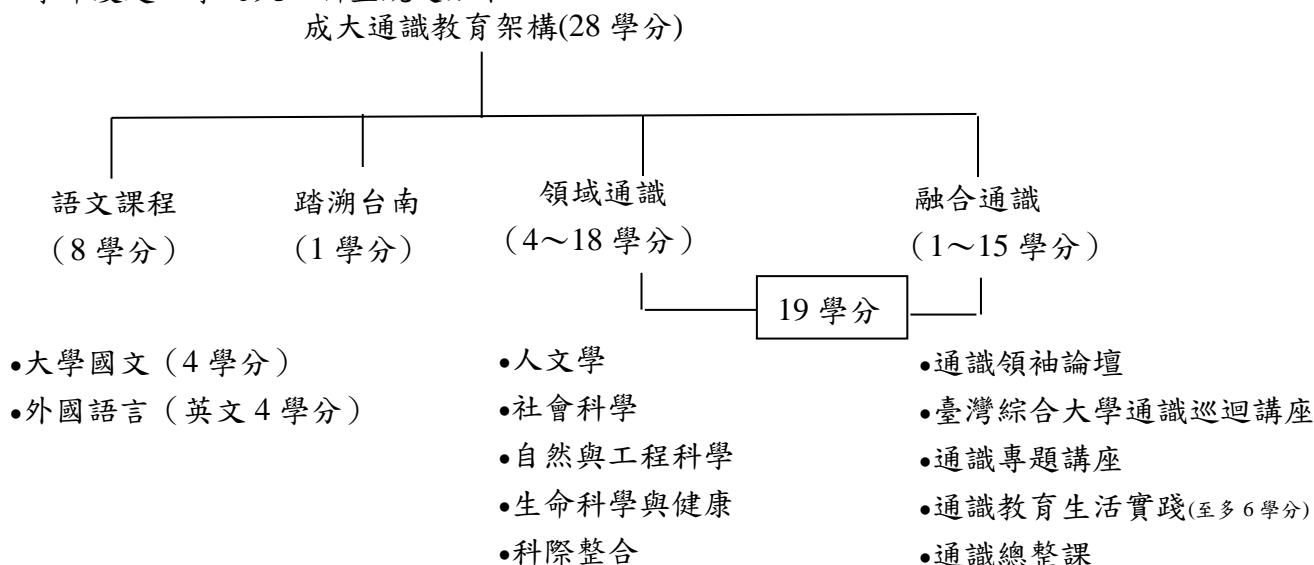 成大通識教育架構(28 學分)
語文課程
（8 學分）
踏溯台南
（1 學分）
領域通識
（4～18 學分）
融合通識
（1～15 學分）
19 學分
•大學國文（4 學分）
•外國語言（英文 4 學分）
•人文學
•社會科學
•自然與工程科學
•生命科學與健康
•科際整合
•通識領袖論壇
•臺灣綜合大學通識巡迴講座
•通識專題講座
•通識教育生活實踐(至多 6 學分)
•通識總整課